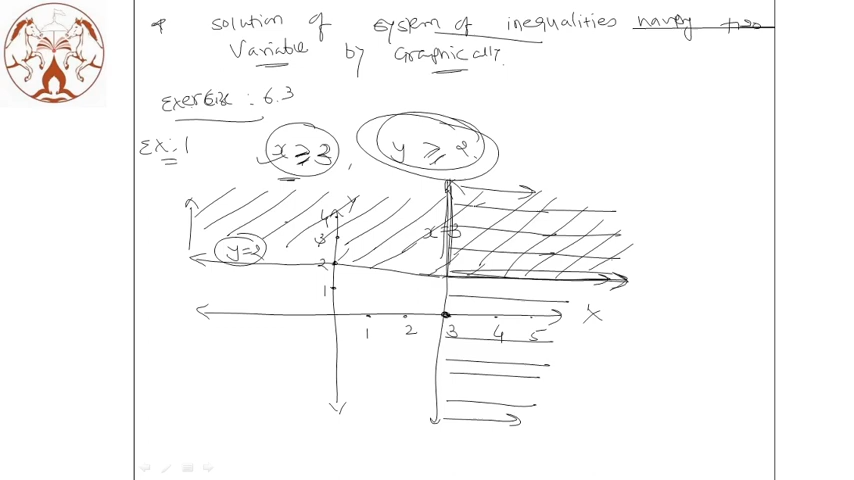 solution of system of inequalities having two
Variable by Graphically.
Exercise : 6.3
EX: 1 x ≥ 3, y ≥ 2.
4 Y
3 x = 3
y=2 2
1
X
1 2 3 4 5